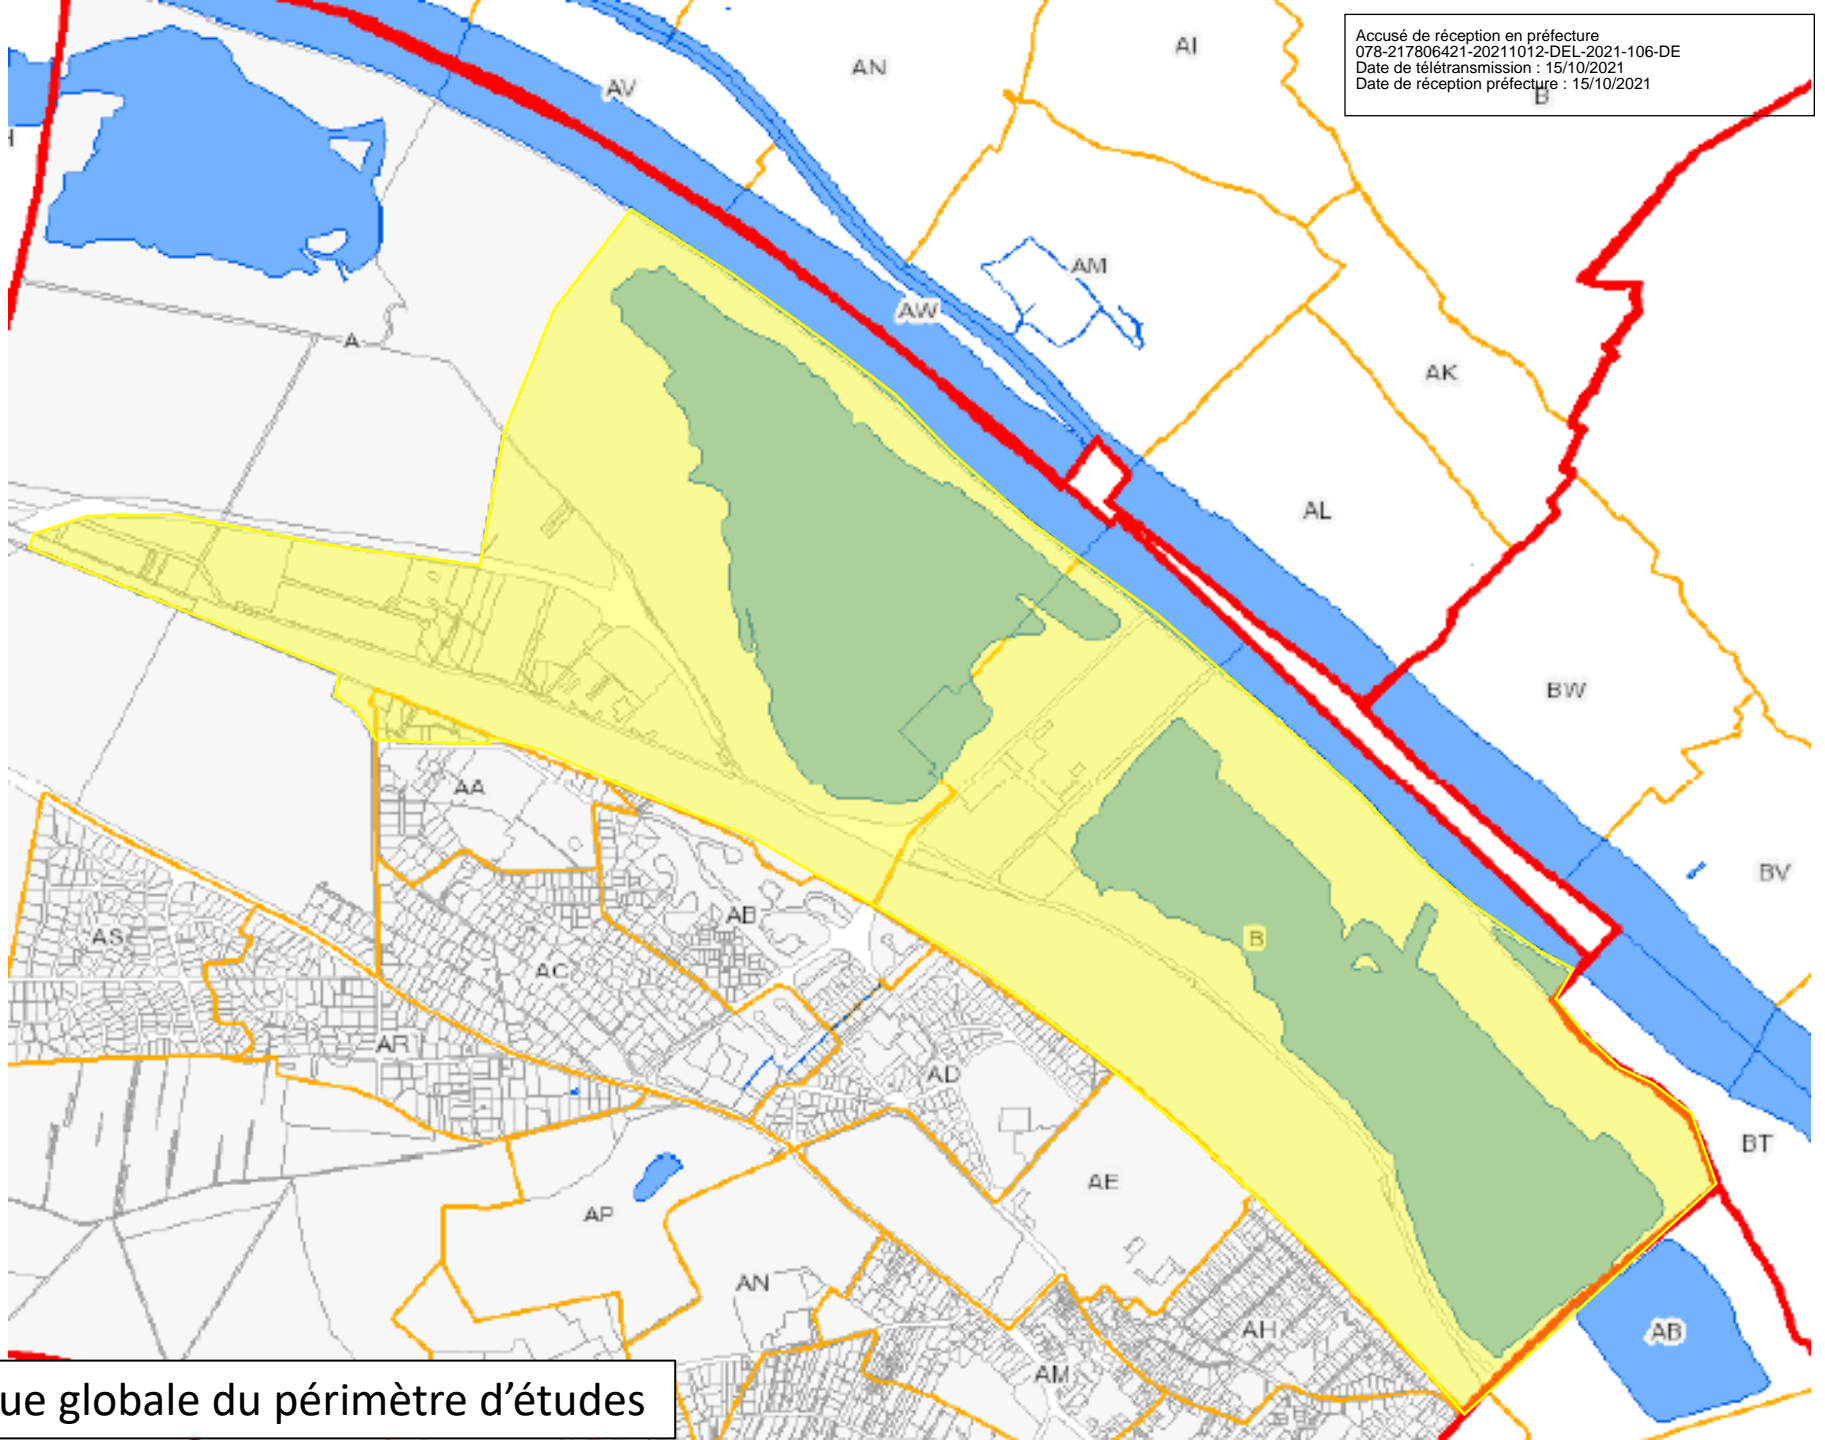 Accusé de réception en préfecture
078-217806421-20211012-DEL-2021-106-DE
Date de télétransmission : 15/10/2021
Date de réception préfecture : 15/10/2021
B
AI
AN
AV
AM
AW
A
AK
AL
BW
AA
BV
AB
AS
B
AC
AR
AD
BT
AE
AP
AN
AH
AB
AM
ue globale du périmètre d’études